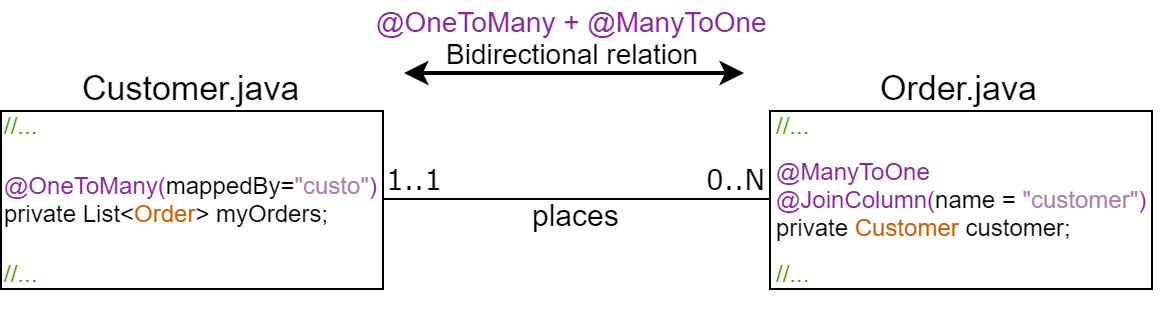 @OneToMany + @ManyToOne
Bidirectional relation
Customer.java
//...
@OneToMany(mappedBy="custo")
private List<Order> myOrders;
//...
1..1
0..N
places
Order.java
//...
@ManyToOne
@JoinColumn(name = "customer")
private Customer customer;
//...